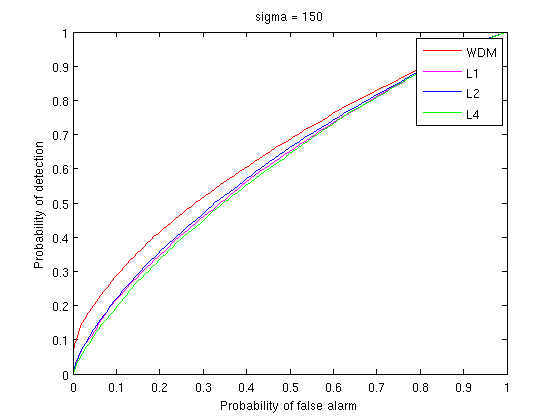 sigma = 150
1
0.9
0.8
0.7
0.6
0.5
0.4
0.3
0.2
0.1
0
Probability of detection
WDM
L1
L2
L4
0 0.1 0.2 0.3 0.4 0.5 0.6 0.7 0.8 0.9 1
Probability of false alarm